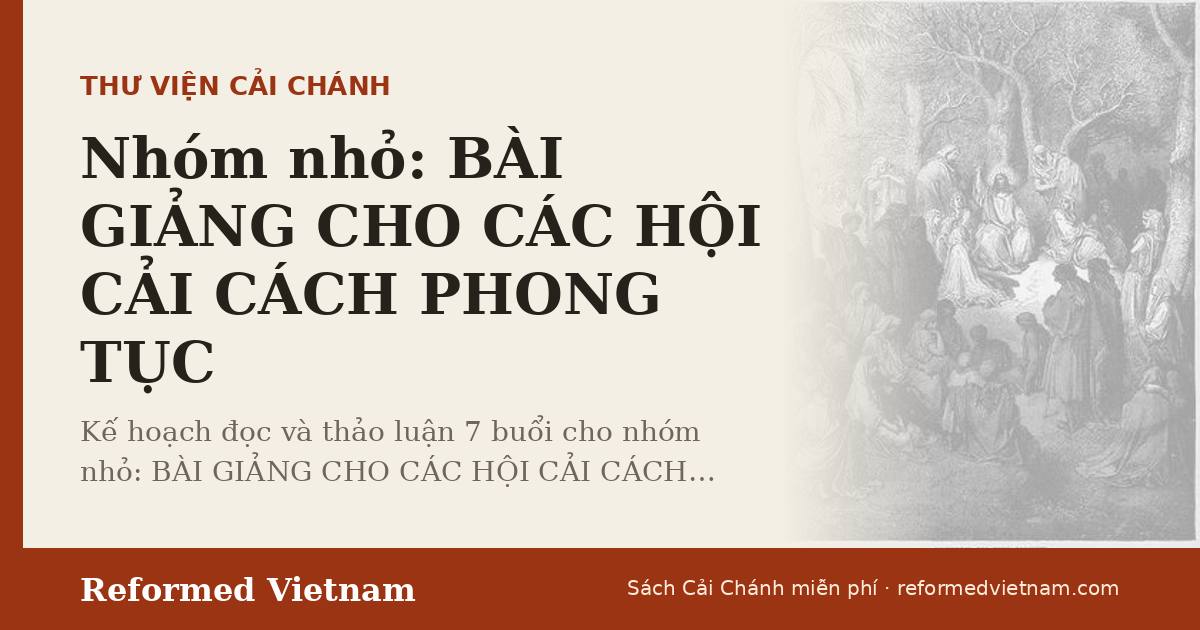 THƯ VIỆN CẢI CHÁNH
Nhóm nhỏ: BÀI
GIẢNG CHO CÁC HỘI
CẢI CÁCH PHONG
TỤC
Kế hoạch đọc và thảo luận 7 buổi cho nhóm
nhỏ: BÀI GIẢNG CHO CÁC HỘI CẢI CÁCH...
Reformed Vietnam
Sách Cải Chánh miễn phí · reformedvietnam.com